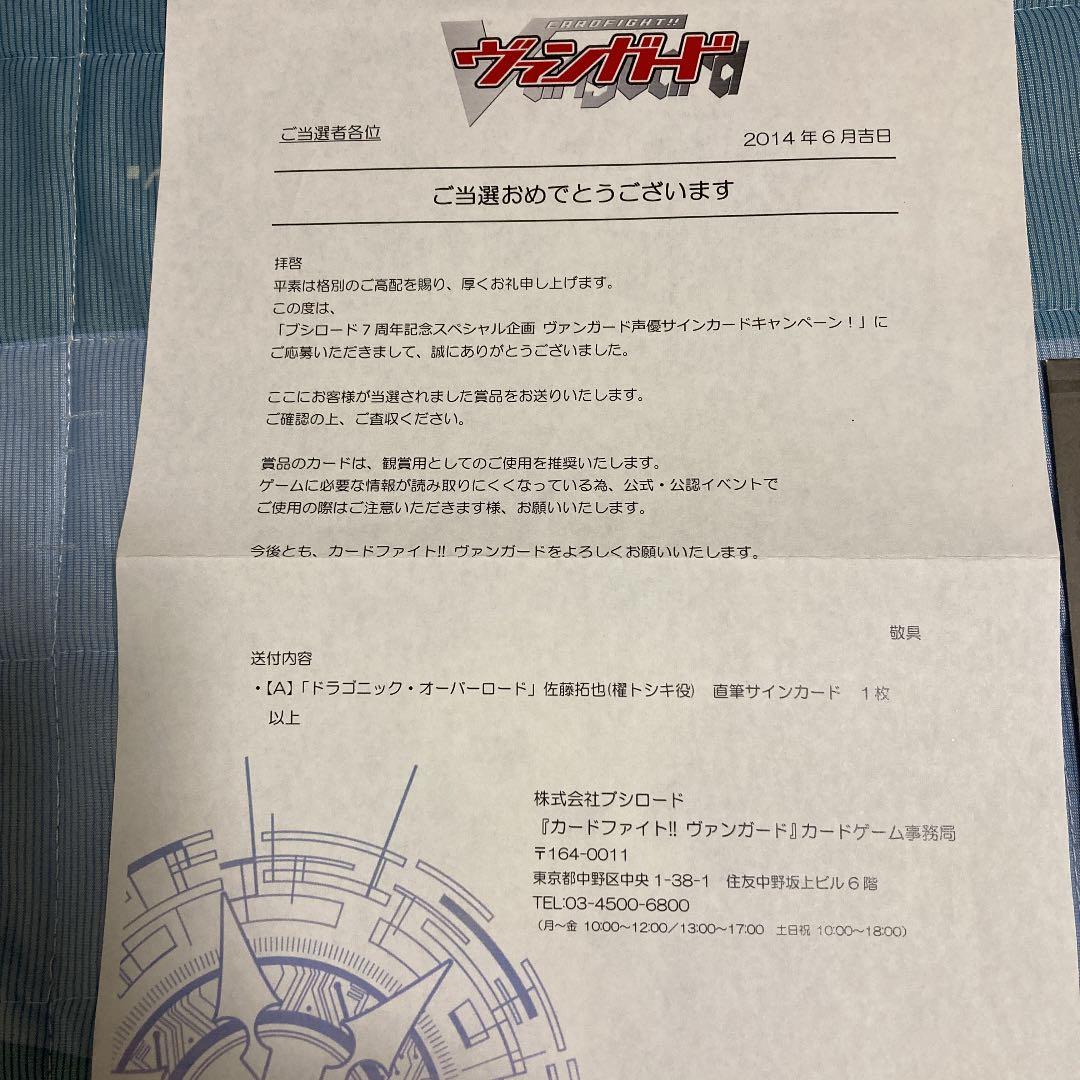 CARDFIGHT!!
ヴァンガード
Vanguard
ご当選者各位
2014年6月吉日
ご当選おめでとうございます
拝啓
平素は格別のご高配を賜り、厚くお礼申し上げます。
この度は、
「ブシロード7周年記念スペシャル企画 ヴァンガード声優サインカードキャンペーン！」に
ご応募いただきまして、誠にありがとうございました。
ここにお客様が当選されました賞品をお送りいたします。
ご確認の上、ご査収ください。
賞品のカードは、観賞用としてのご使用を推奨いたします。
ゲームに必要な情報が読み取りにくくなっている為、公式・公認イベントで
ご使用の際はご注意いただきます様、お願いいたします。
今後とも、カードファイト!! ヴァンガードをよろしくお願いいたします。
敬具
送付内容
・【A】「ドラゴニック・オーバーロード」佐藤拓也(櫂トシキ役) 直筆サインカード 1枚
以上
株式会社ブシロード
『カードファイト!! ヴァンガード』カードゲーム事務局
〒164-0011
東京都中野区中央1-38-1 住友中野坂上ビル6階
TEL:03-4500-6800
（月～金 10:00～12:00／13:00～17:00 土日祝 10:00～18:00）